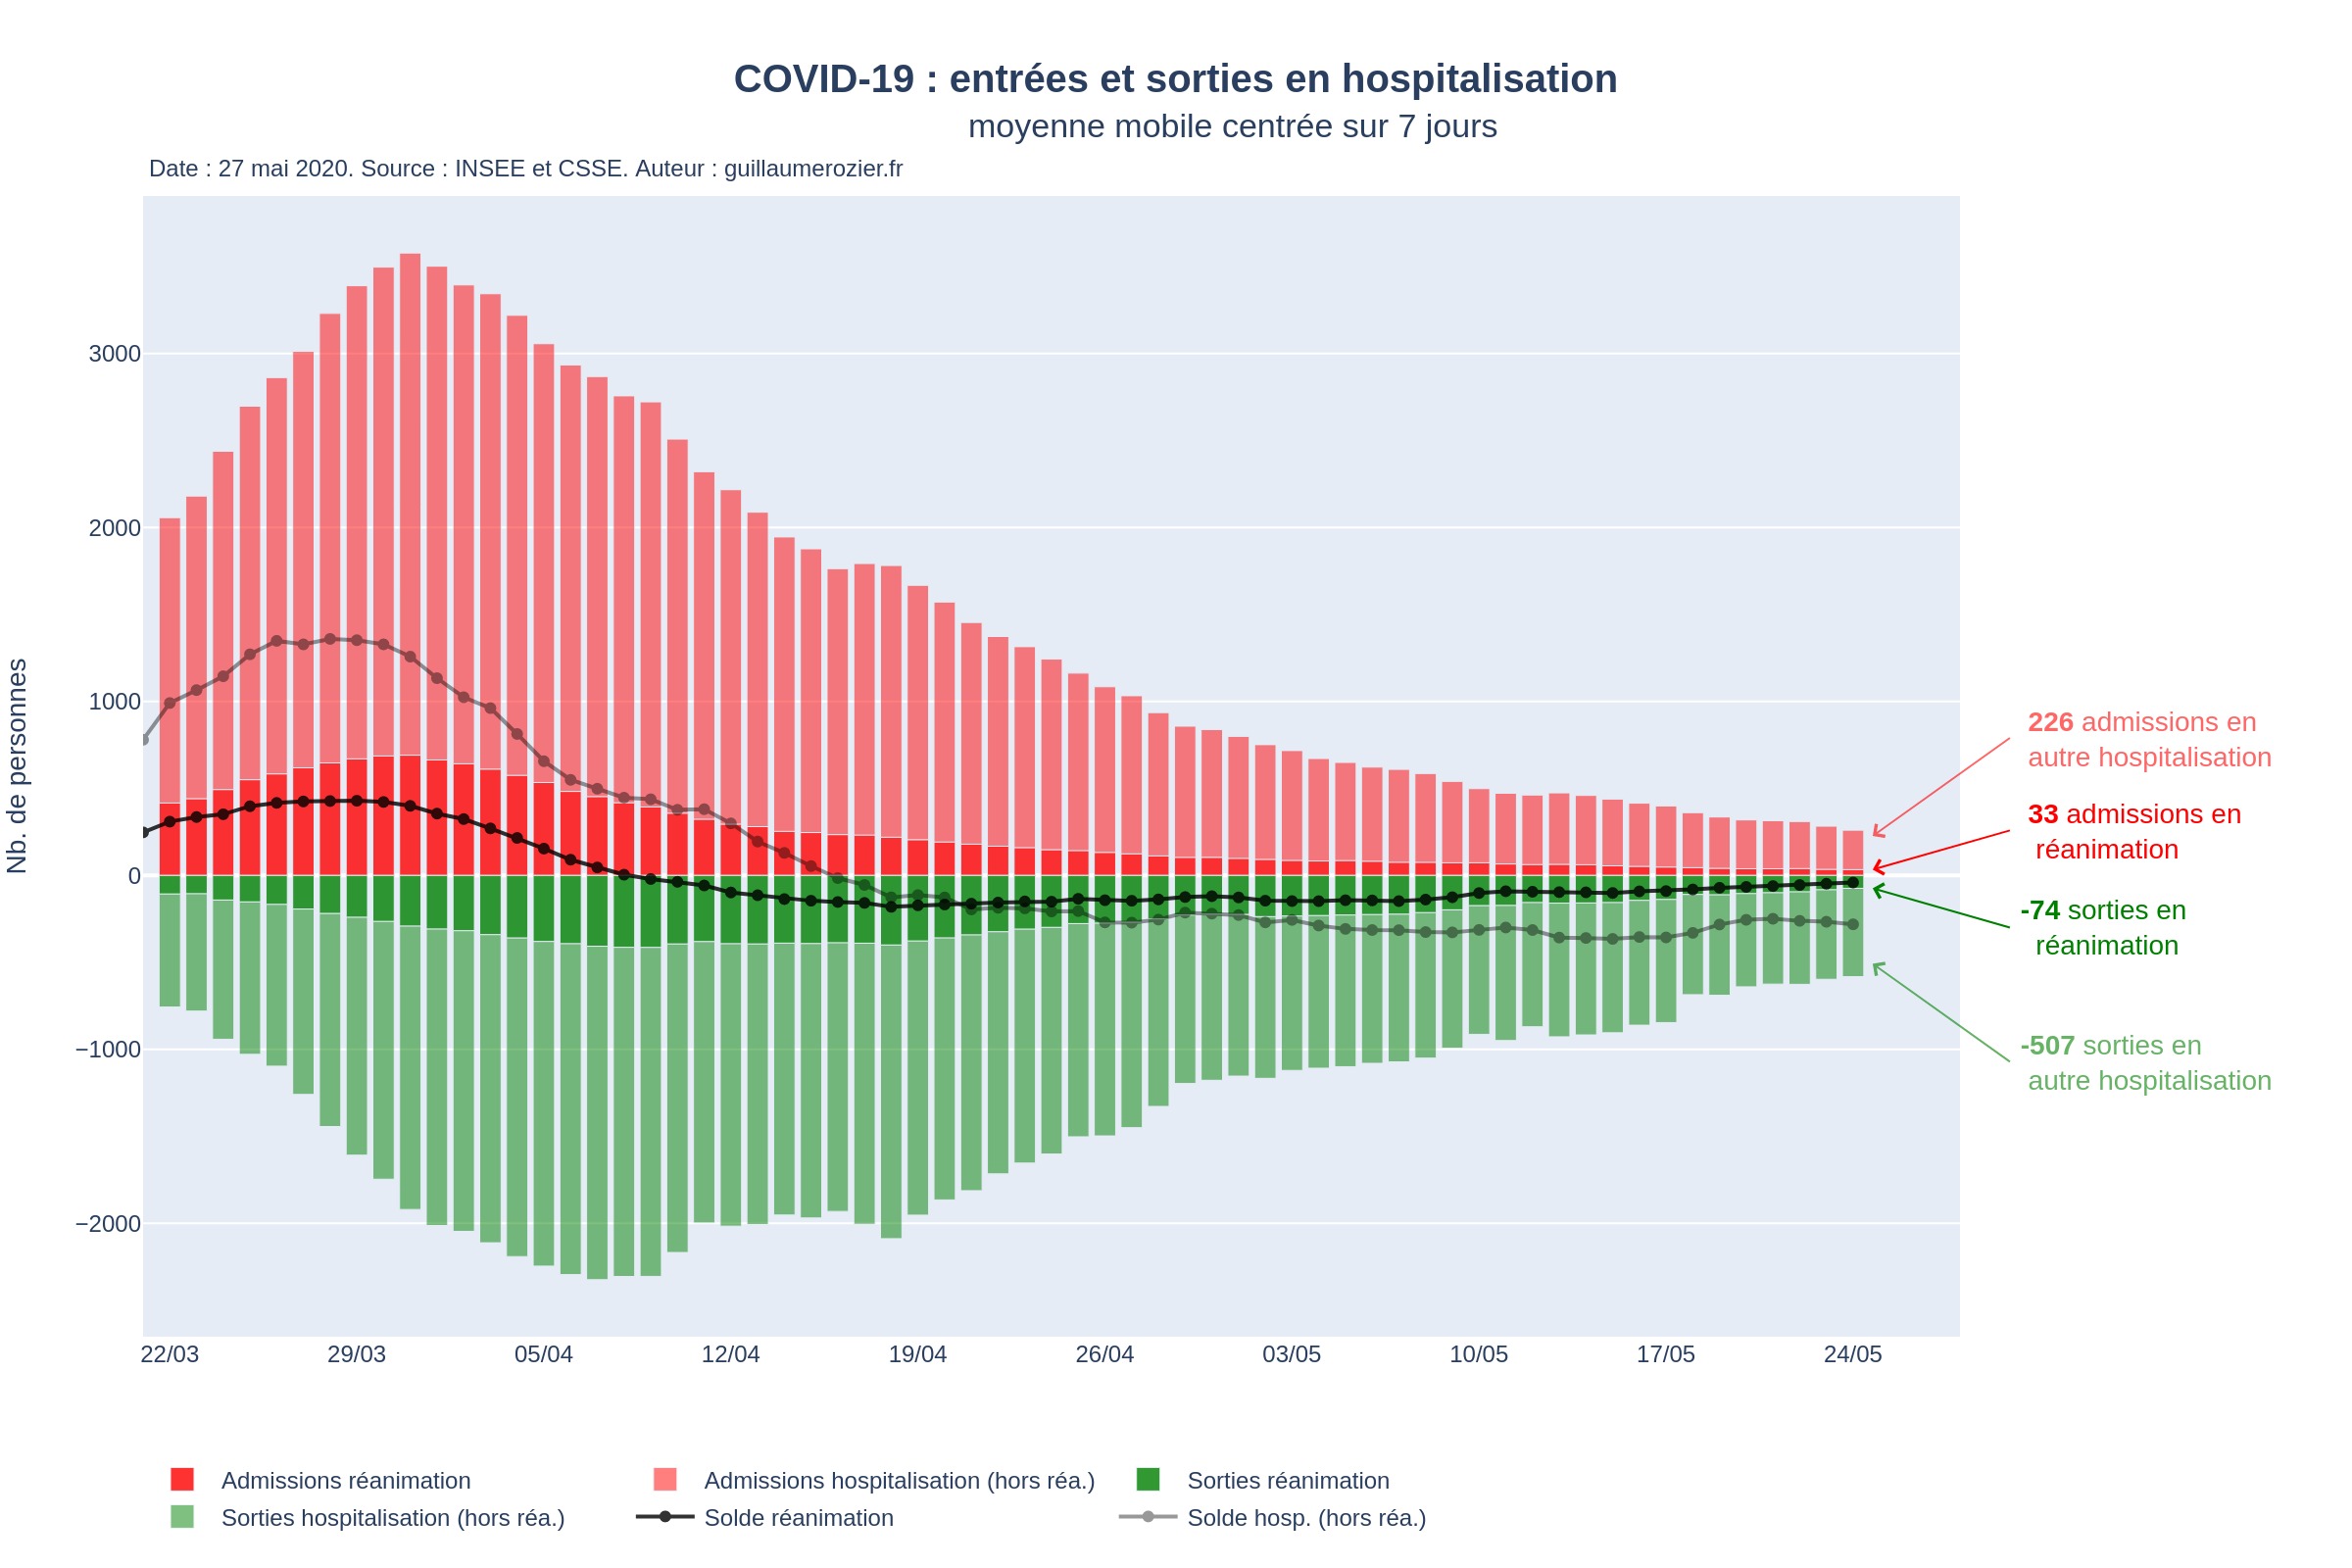 COVID-19 : entrées et sorties en hospitalisation
moyenne mobile centrée sur 7 jours
Date : 27 mai 2020. Source : INSEE et CSSE. Auteur : guillaumerozier.fr
Nb. de personnes
3000
2000
1000
0
−1000
−2000
22/03
29/03
05/04
12/04
19/04
26/04
03/05
10/05
17/05
24/05
226 admissions en
autre hospitalisation
33 admissions en
réanimation
-74 sorties en
réanimation
-507 sorties en
autre hospitalisation
Admissions réanimation
Admissions hospitalisation (hors réa.)
Sorties réanimation
Sorties hospitalisation (hors réa.)
Solde réanimation
Solde hosp. (hors réa.)